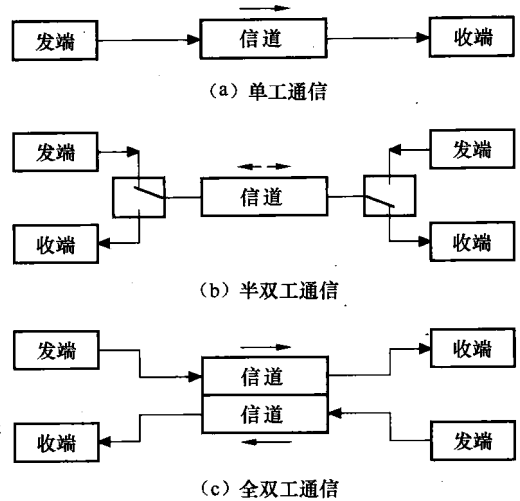 发端 信道 收端
(a) 单工通信
发端 发端
信道
收端 收端
(b) 半双工通信
发端 收端
信道
信道
收端 发端
(c) 全双工通信